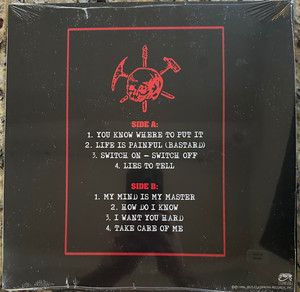 SIDE A:
1. YOU KNOW WHERE TO PUT IT
2. LIFE IS PAINFUL (BASTARD)
3. SWITCH ON - SWITCH OFF
4. LIES TO TELL
SIDE B:
1. MY MIND IS MY MASTER
2. HOW DO I KNOW
3. I WANT YOU HARD
4. TAKE CARE OF ME